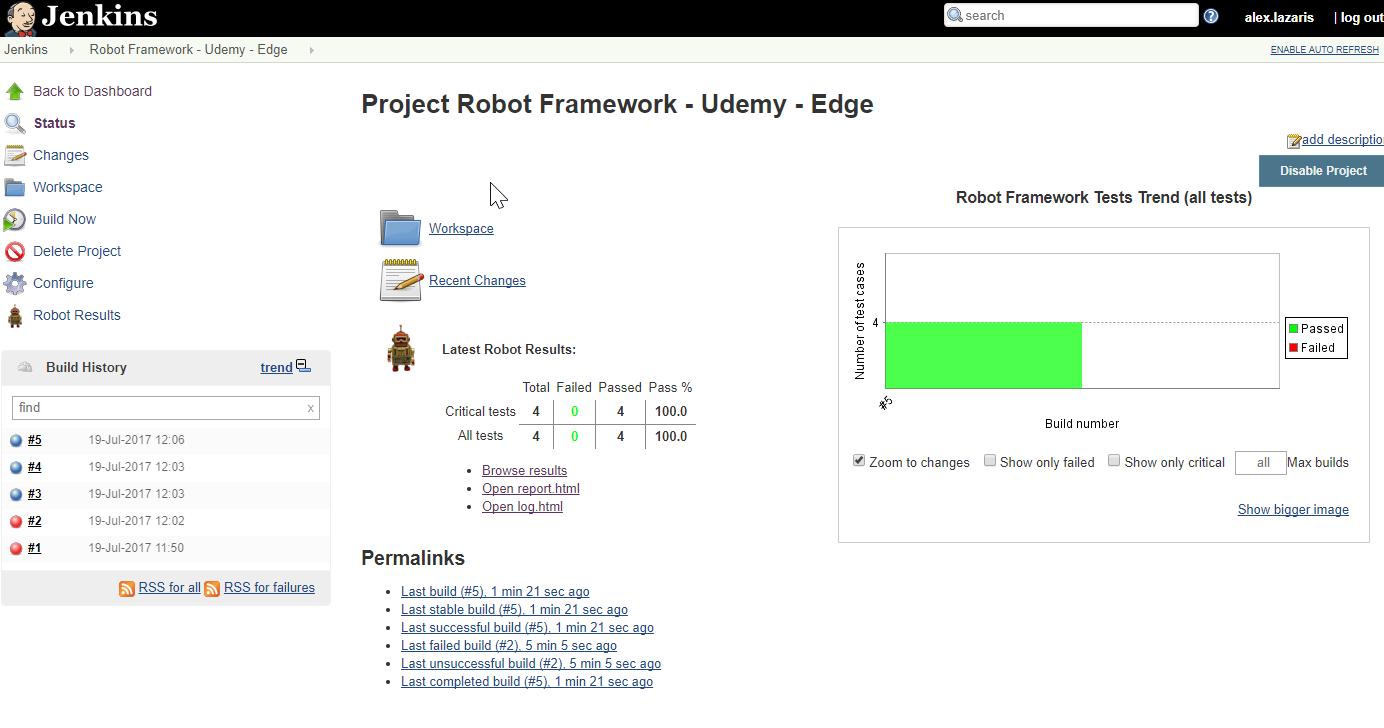 Jenkins
search
alex.lazaris
| log out
Jenkins
Robot Framework - Udemy - Edge
ENABLE AUTO REFRESH
Back to Dashboard
Status
Changes
Workspace
Build Now
Delete Project
Configure
Robot Results
Build History
trend
find
x
#5 19-Jul-2017 12:06
#4 19-Jul-2017 12:03
#3 19-Jul-2017 12:03
#2 19-Jul-2017 12:02
#1 19-Jul-2017 11:50
RSS for all RSS for failures
Project Robot Framework - Udemy - Edge
add descriptio
Disable Project
Workspace
Recent Changes
Latest Robot Results:
Total Failed Passed Pass %
Critical tests 4 0 4 100.0
All tests 4 0 4 100.0
Browse results
Open report.html
Open log.html
Permalinks
Last build (#5), 1 min 21 sec ago
Last stable build (#5), 1 min 21 sec ago
Last successful build (#5), 1 min 21 sec ago
Last failed build (#2), 5 min 5 sec ago
Last unsuccessful build (#2), 5 min 5 sec ago
Last completed build (#5), 1 min 21 sec ago
Robot Framework Tests Trend (all tests)
Number of test cases
4
#5
Build number
Passed
Failed
Zoom to changes Show only failed Show only critical all Max builds
Show bigger image